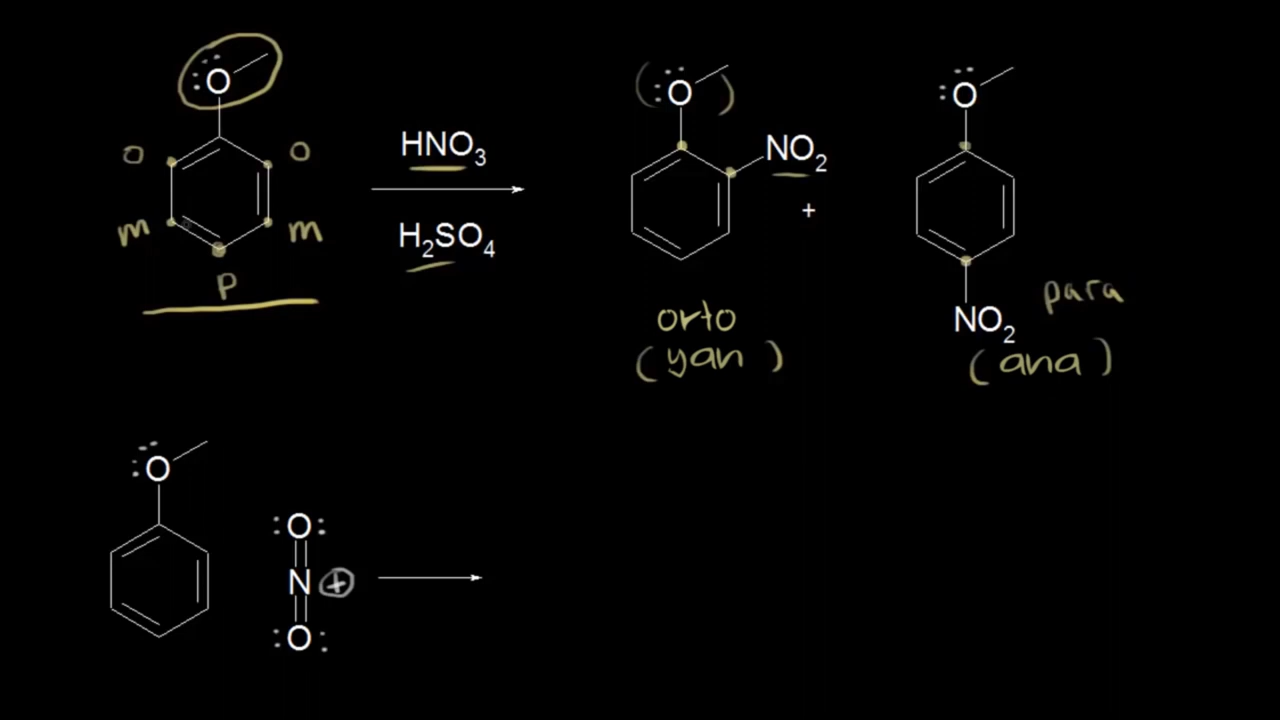 :O
o o
m m
p
HNO3
H2SO4
( :O )
NO2
+
orto
(yan)
:O
NO2
para
(ana)
:O
:O:
N+
:O: